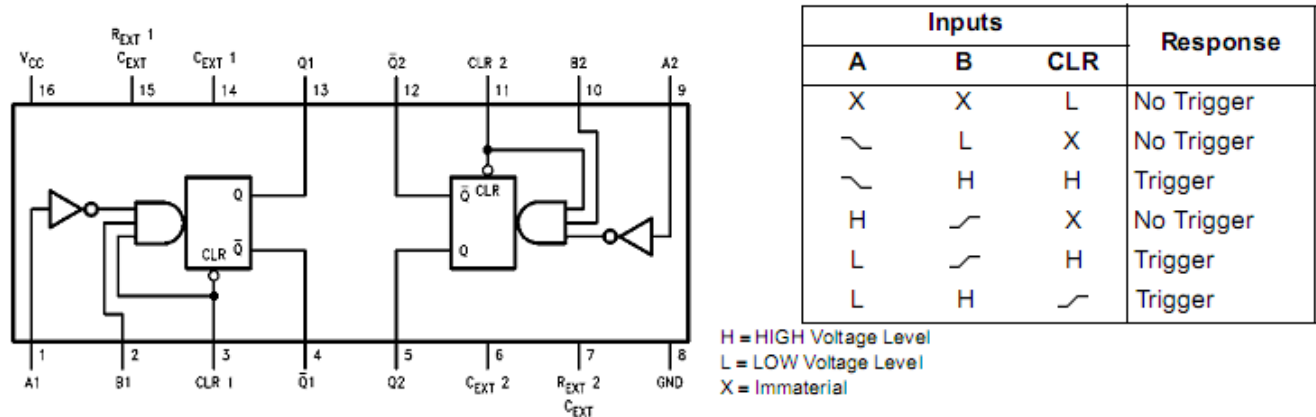 R_EXT 1
V_CC C_EXT C_EXT 1 Q1 Q̅2 CLR 2 B2 A2
16 15 14 13 12 11 10 9
Q Q̅ CLR
CLR Q̅ Q
1 2 3 4 5 6 7 8
A1 B1 CLR 1 Q̅1 Q2 C_EXT 2 R_EXT 2 GND
C_EXT
Inputs Response
A B CLR
X X L No Trigger
L X No Trigger
H H Trigger
H X No Trigger
L H Trigger
L H Trigger
H = HIGH Voltage Level
L = LOW Voltage Level
X = Immaterial